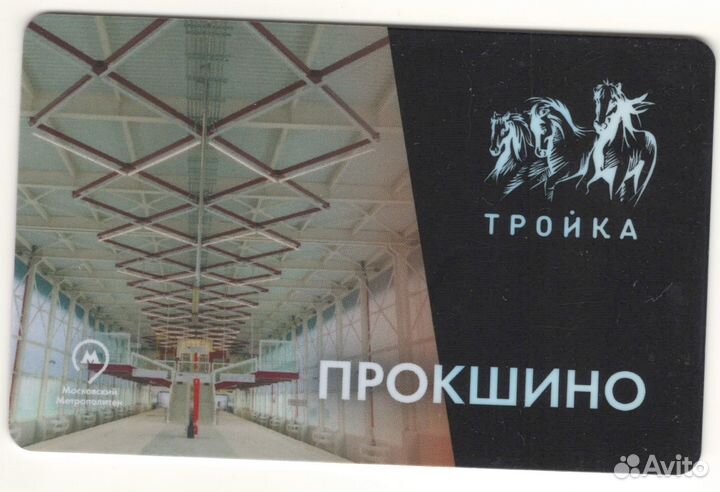 ТРОЙКА
ПРОКШИНО
М
Московский
Метрополитен
Avito